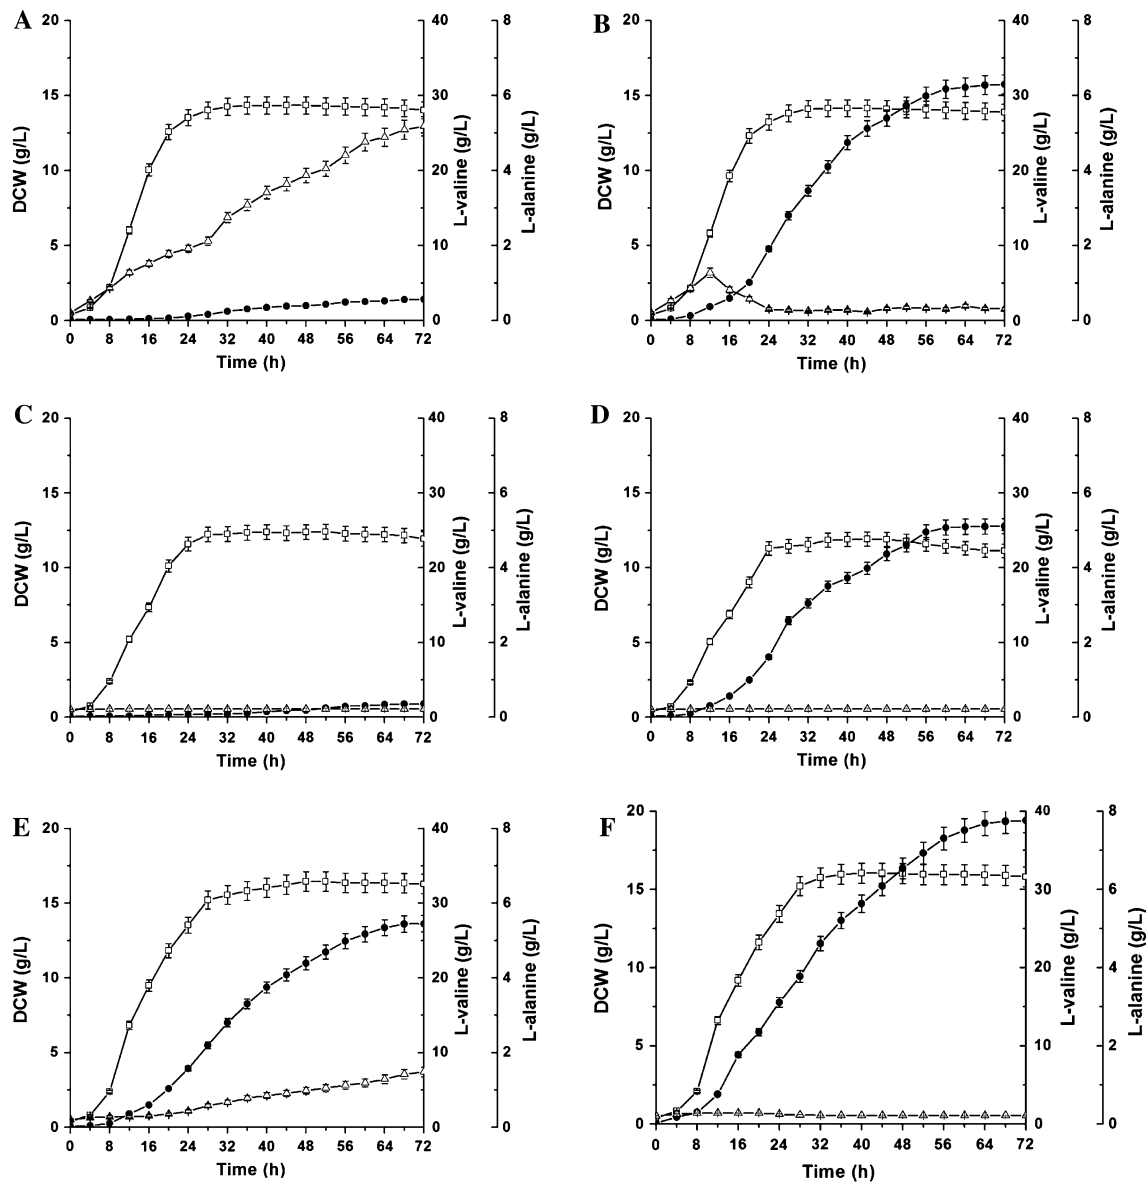 A
B
20 40 8
15 30 6
10 20 4
5 10 2
0 0 0
DCW (g/L)
L-valine (g/L)
L-alanine (g/L)
0 8 16 24 32 40 48 56 64 72
Time (h)
20 40 8
15 30 6
10 20 4
5 10 2
0 0 0
DCW (g/L)
L-valine (g/L)
L-alanine (g/L)
0 8 16 24 32 40 48 56 64 72
Time (h)
C
D
20 40 8
15 30 6
10 20 4
5 10 2
0 0 0
DCW (g/L)
L-valine (g/L)
L-alanine (g/L)
0 8 16 24 32 40 48 56 64 72
Time (h)
20 40 8
15 30 6
10 20 4
5 10 2
0 0 0
DCW (g/L)
L-valine (g/L)
L-alanine (g/L)
0 8 16 24 32 40 48 56 64 72
Time (h)
E
F
20 40 8
15 30 6
10 20 4
5 10 2
0 0 0
DCW (g/L)
L-valine (g/L)
L-alanine (g/L)
0 8 16 24 32 40 48 56 64 72
Time (h)
20 40 8
15 30 6
10 20 4
5 10 2
0 0 0
DCW (g/L)
L-valine (g/L)
L-alanine (g/L)
0 8 16 24 32 40 48 56 64 72
Time (h)